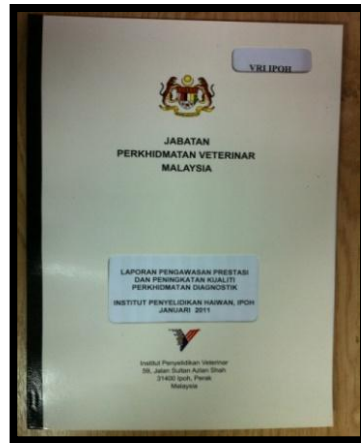 VRI IPOH
JABATAN
PERKHIDMATAN VETERINAR
MALAYSIA
LAPORAN PENGAWASAN PRESTASI
DAN PENINGKATAN KUALITI
PERKHIDMATAN DIAGNOSTIK
INSTITUT PENYELIDIKAN HAIWAN, IPOH
JANUARI 2011
Institut Penyelidikan Veterinar
59, Jalan Sultan Azlan Shah
31400 Ipoh, Perak
Malaysia